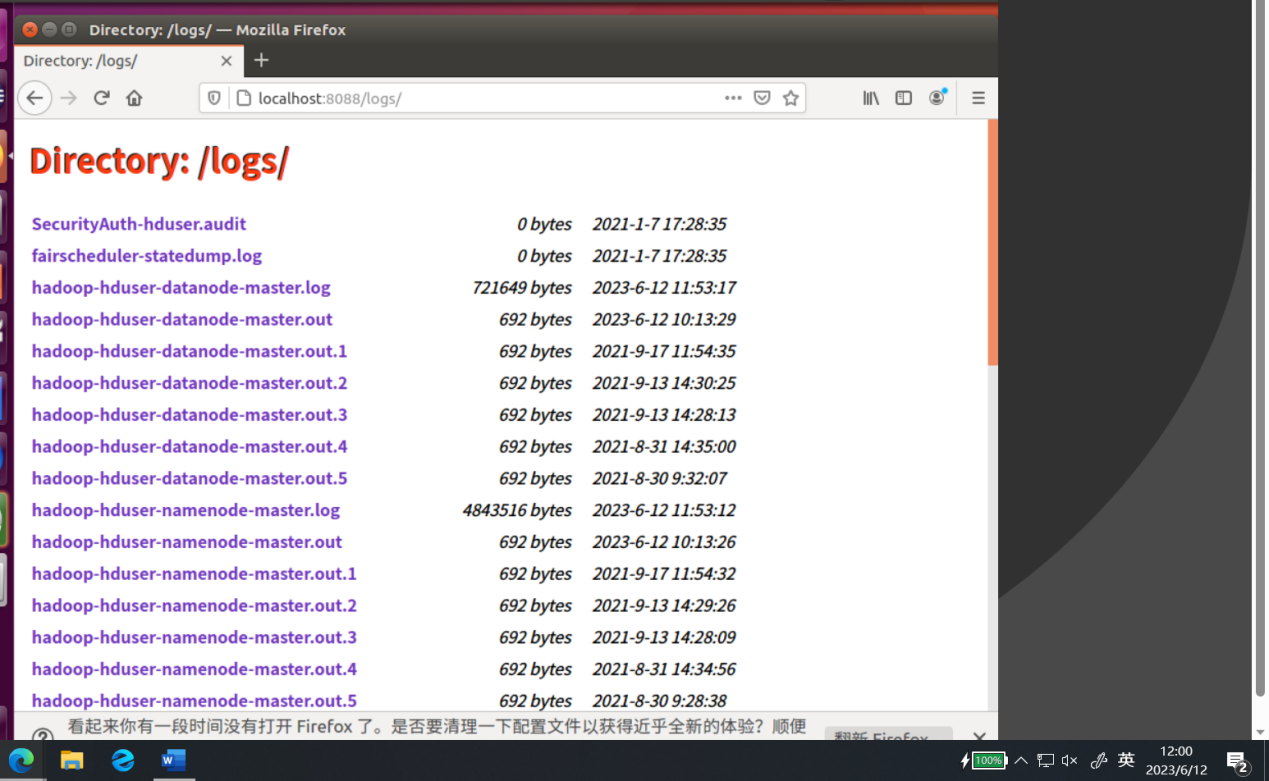 Directory: /logs/ — Mozilla Firefox
Directory: /logs/
localhost:8088/logs/
Directory: /logs/
SecurityAuth-hduser.audit 0 bytes 2021-1-7 17:28:35
fairscheduler-statedump.log 0 bytes 2021-1-7 17:28:35
hadoop-hduser-datanode-master.log 721649 bytes 2023-6-12 11:53:17
hadoop-hduser-datanode-master.out 692 bytes 2023-6-12 10:13:29
hadoop-hduser-datanode-master.out.1 692 bytes 2021-9-17 11:54:35
hadoop-hduser-datanode-master.out.2 692 bytes 2021-9-13 14:30:25
hadoop-hduser-datanode-master.out.3 692 bytes 2021-9-13 14:28:13
hadoop-hduser-datanode-master.out.4 692 bytes 2021-8-31 14:35:00
hadoop-hduser-datanode-master.out.5 692 bytes 2021-8-30 9:32:07
hadoop-hduser-namenode-master.log 4843516 bytes 2023-6-12 11:53:12
hadoop-hduser-namenode-master.out 692 bytes 2023-6-12 10:13:26
hadoop-hduser-namenode-master.out.1 692 bytes 2021-9-17 11:54:32
hadoop-hduser-namenode-master.out.2 692 bytes 2021-9-13 14:29:26
hadoop-hduser-namenode-master.out.3 692 bytes 2021-9-13 14:28:09
hadoop-hduser-namenode-master.out.4 692 bytes 2021-8-31 14:34:56
hadoop-hduser-namenode-master.out.5 692 bytes 2021-8-30 9:28:38
看起来你有一段时间没有打开 Firefox 了。是否要清理一下配置文件以获得近乎全新的体验？顺便
翻新 Firefox...
100% 英 12:00
2023/6/12 2